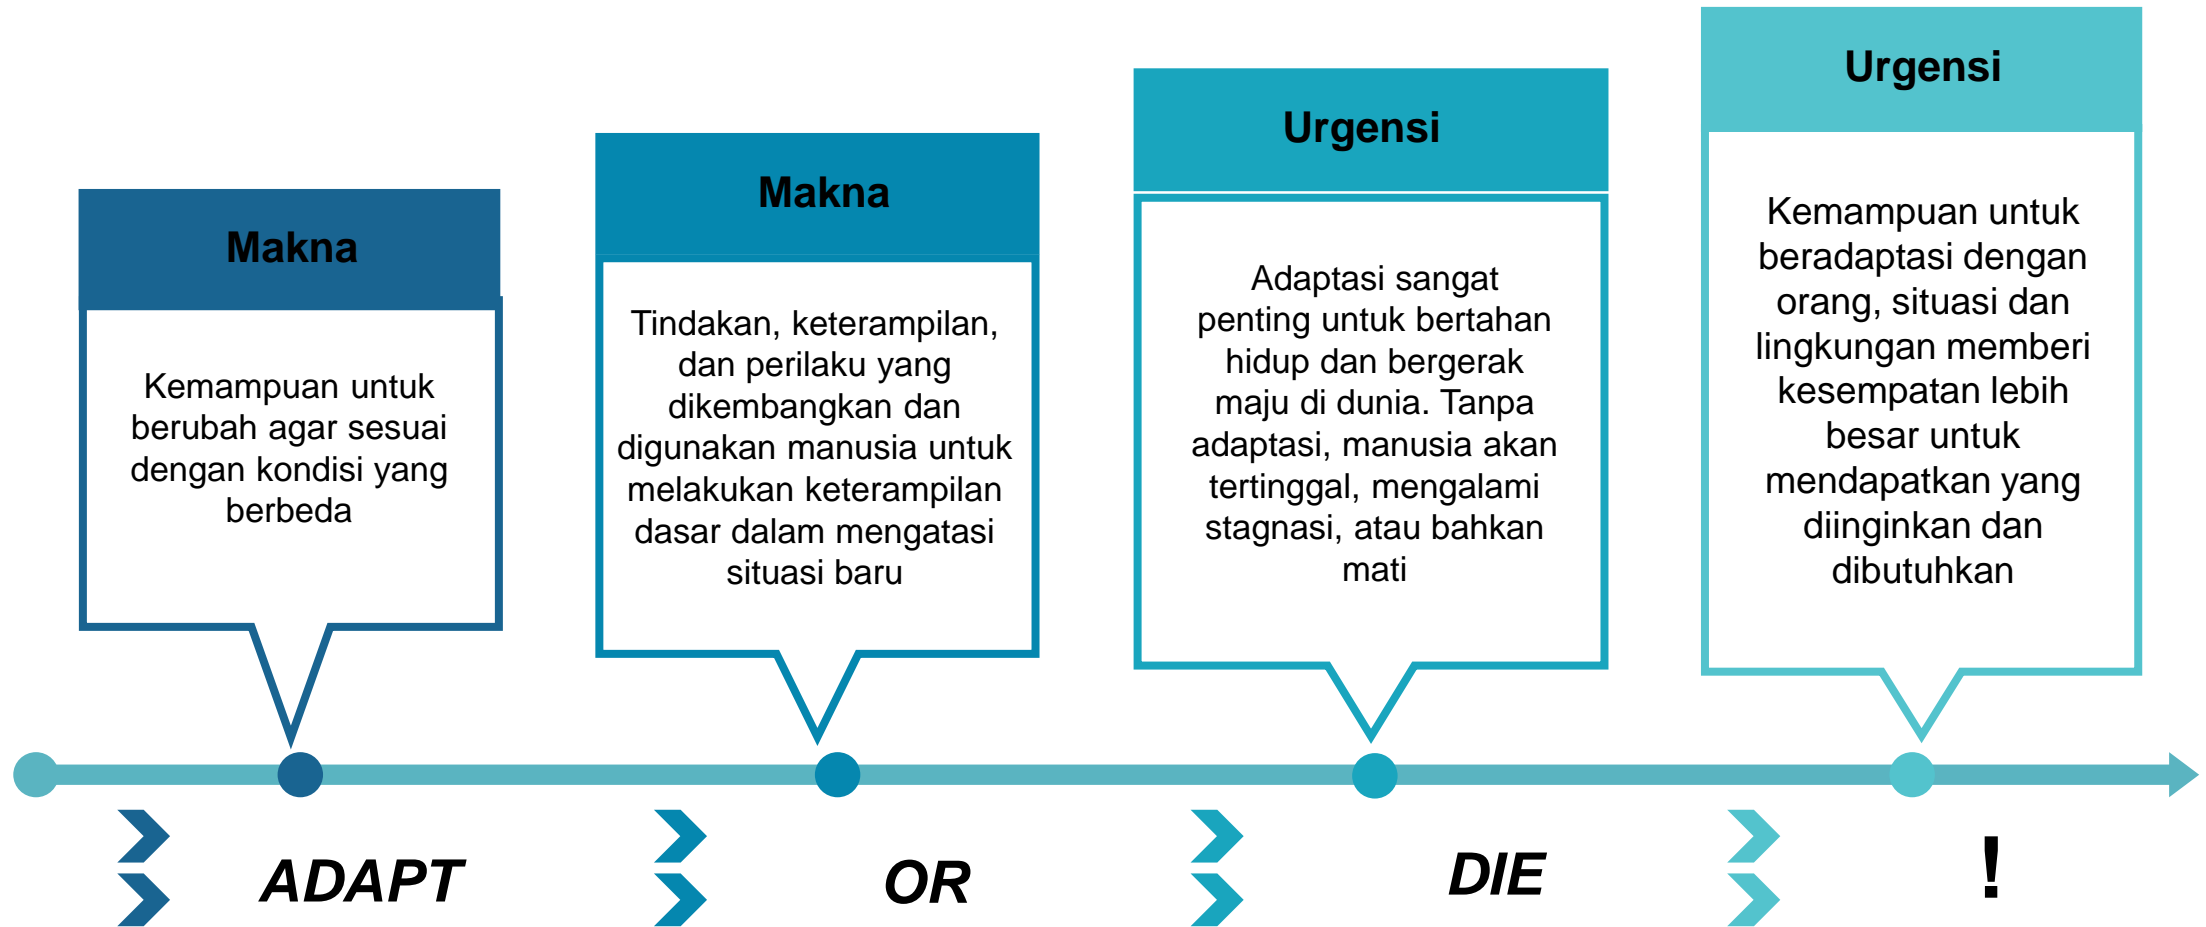 Makna
Kemampuan untuk
berubah agar sesuai
dengan kondisi yang
berbeda
Makna
Tindakan, keterampilan,
dan perilaku yang
dikembangkan dan
digunakan manusia untuk
melakukan keterampilan
dasar dalam mengatasi
situasi baru
Urgensi
Adaptasi sangat
penting untuk bertahan
hidup dan bergerak
maju di dunia. Tanpa
adaptasi, manusia akan
tertinggal, mengalami
stagnasi, atau bahkan
mati
Urgensi
Kemampuan untuk
beradaptasi dengan
orang, situasi dan
lingkungan memberi
kesempatan lebih
besar untuk
mendapatkan yang
diinginkan dan
dibutuhkan
ADAPT
OR
DIE
!